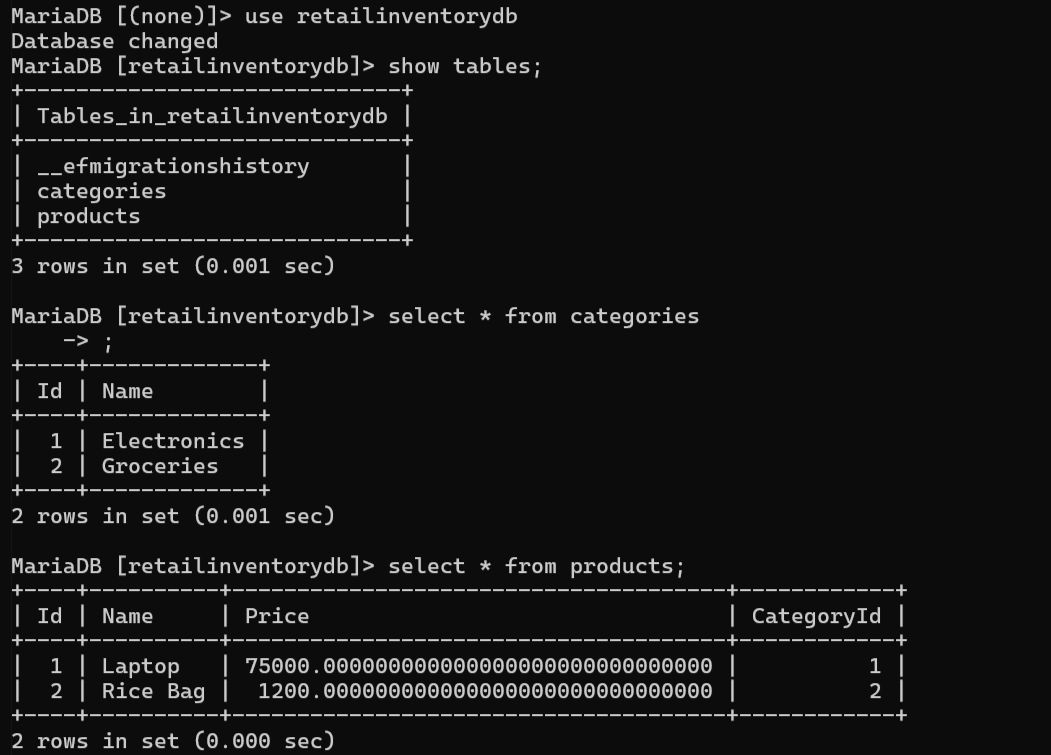 MariaDB [(none)]> use retailinventorydb
Database changed
MariaDB [retailinventorydb]> show tables;
+-----------------------------+
| Tables_in_retailinventorydb |
+-----------------------------+
| __efmigrationshistory       |
| categories                  |
| products                    |
+-----------------------------+
3 rows in set (0.001 sec)

MariaDB [retailinventorydb]> select * from categories
    -> ;
+----+-------------+
| Id | Name        |
+----+-------------+
|  1 | Electronics |
|  2 | Groceries   |
+----+-------------+
2 rows in set (0.001 sec)

MariaDB [retailinventorydb]> select * from products;
+----+----------+--------------------------------------+------------+
| Id | Name     | Price                                | CategoryId |
+----+----------+--------------------------------------+------------+
|  1 | Laptop   | 75000.000000000000000000000000000000 |          1 |
|  2 | Rice Bag |  1200.000000000000000000000000000000 |          2 |
+----+----------+--------------------------------------+------------+
2 rows in set (0.000 sec)